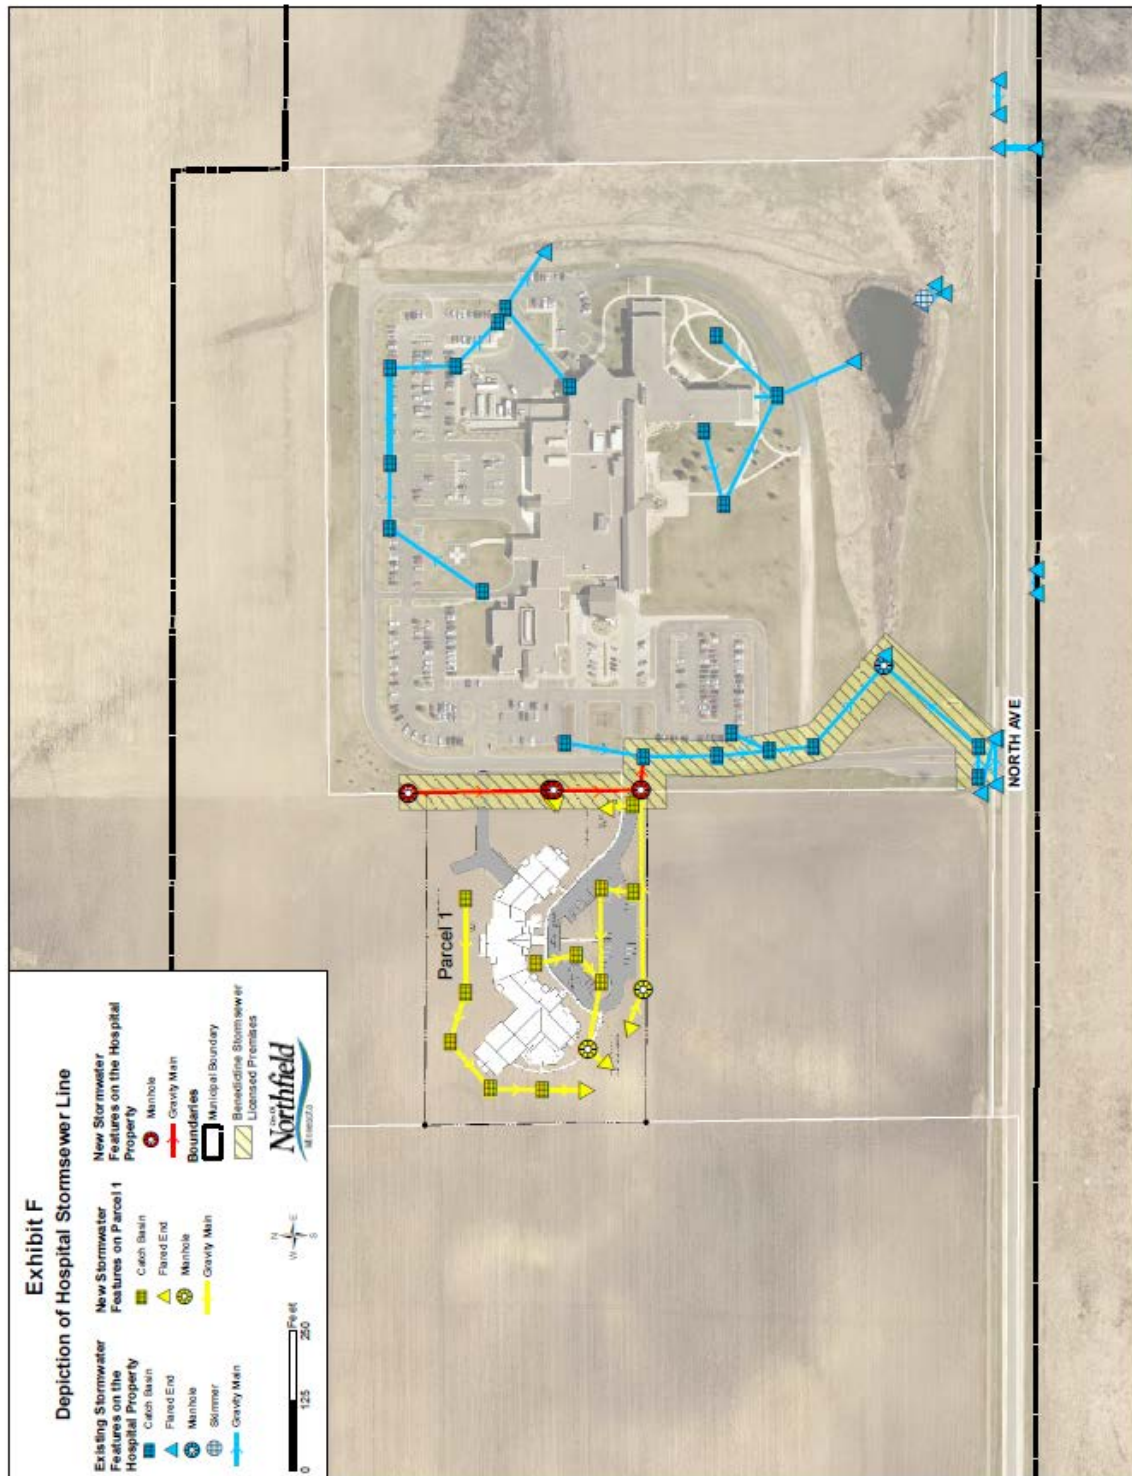 Exhibit F
Depiction of Hospital Stormsewer Line
Existing Stormwater
Features on the
Hospital Property
Catch Basin
Flared End
Manhole
Skimmer
Gravity Main
New Stormwater
Features on Parcel 1
Catch Basin
Flared End
Manhole
Gravity Main
New Stormwater
Features on the Hospital
Property
Manhole
Gravity Main
Boundaries
Municipal Boundary
Benedictine Stormsewer
Licensed Premises
0 125 250
Feet
N
W E
S
City of
Northfield
Minnesota
Parcel 1
NORTH AVE